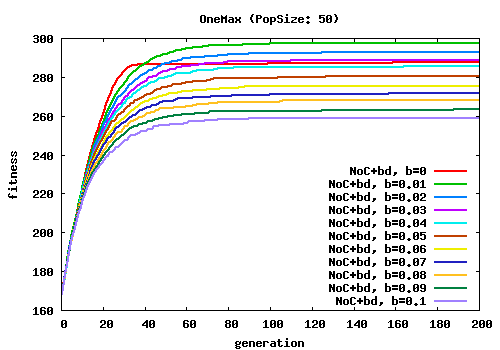 OneMax (PopSize: 50)
300
280
260
240
220
200
180
160
fitness
NoC+bd, b=0
NoC+bd, b=0.01
NoC+bd, b=0.02
NoC+bd, b=0.03
NoC+bd, b=0.04
NoC+bd, b=0.05
NoC+bd, b=0.06
NoC+bd, b=0.07
NoC+bd, b=0.08
NoC+bd, b=0.09
NoC+bd, b=0.1
0 20 40 60 80 100 120 140 160 180 200
generation